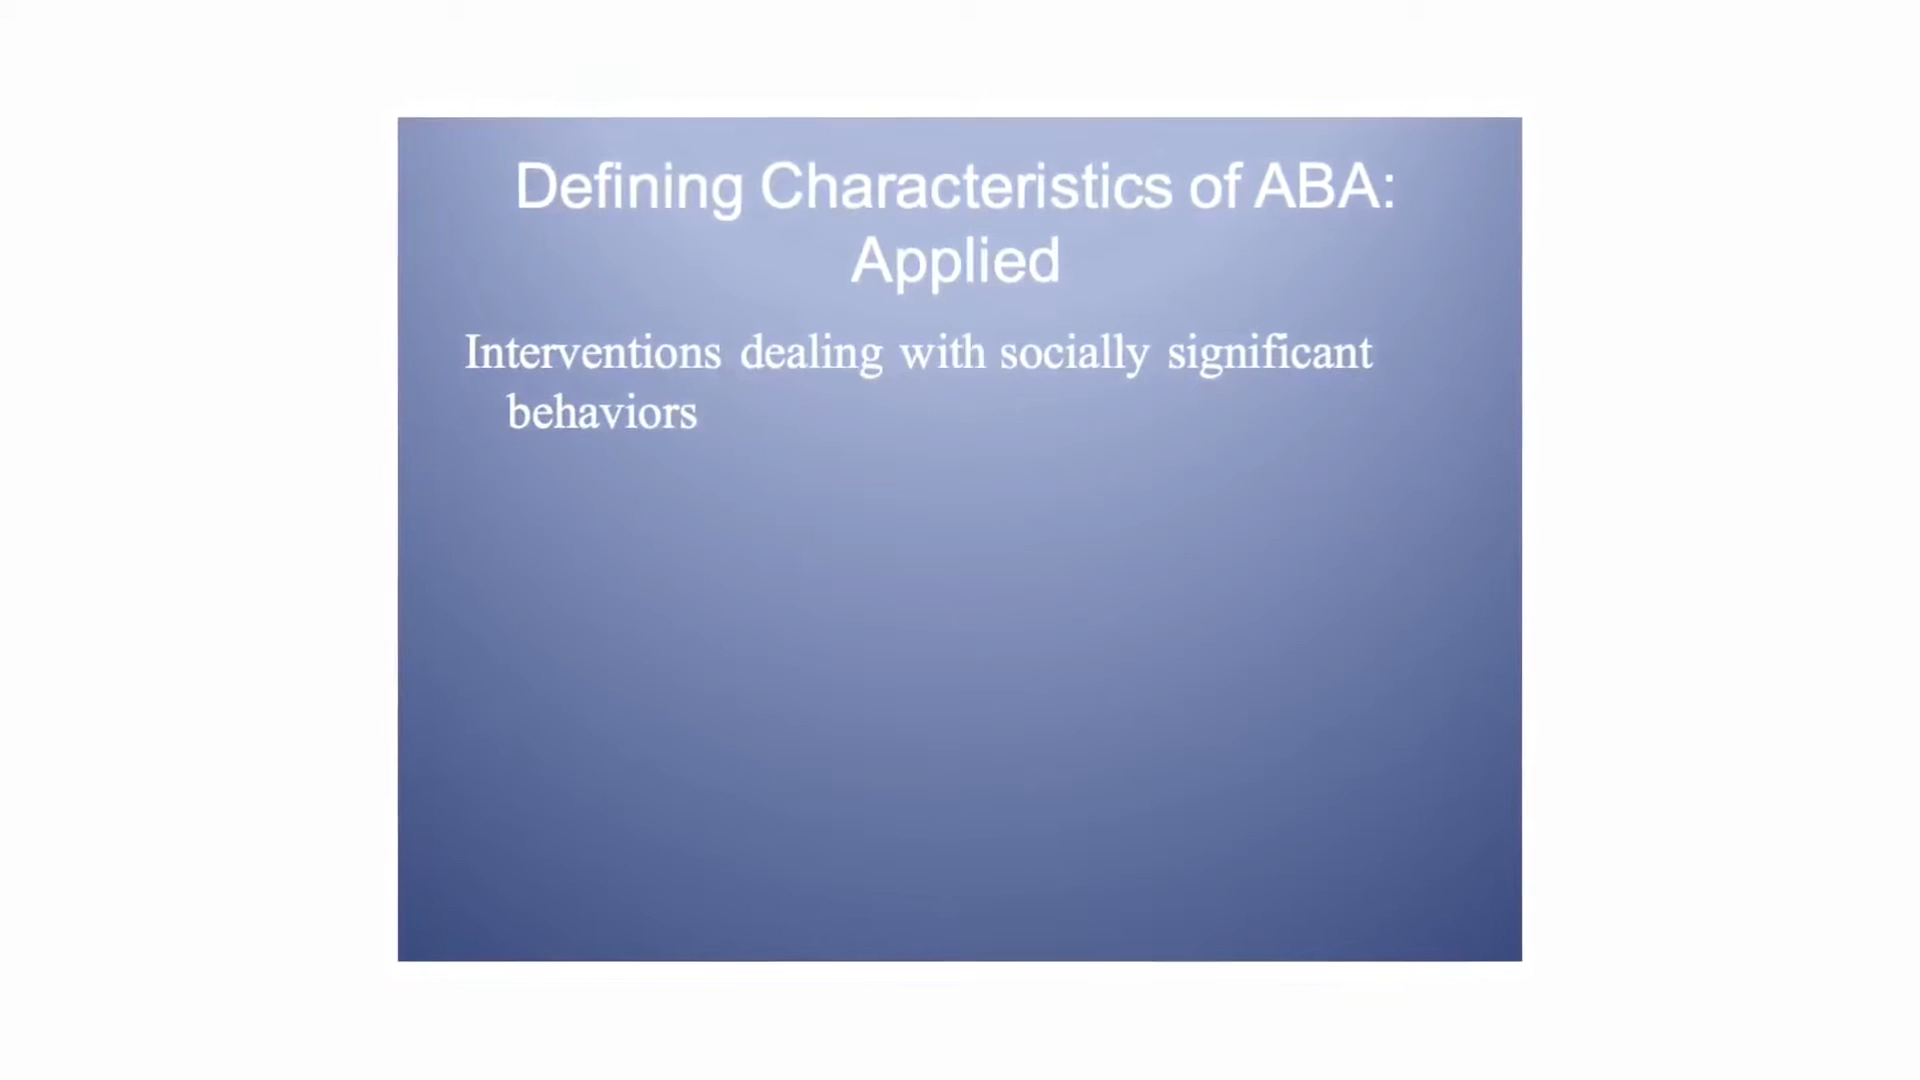 Defining Characteristics of ABA:
Applied
Interventions dealing with socially significant
behaviors